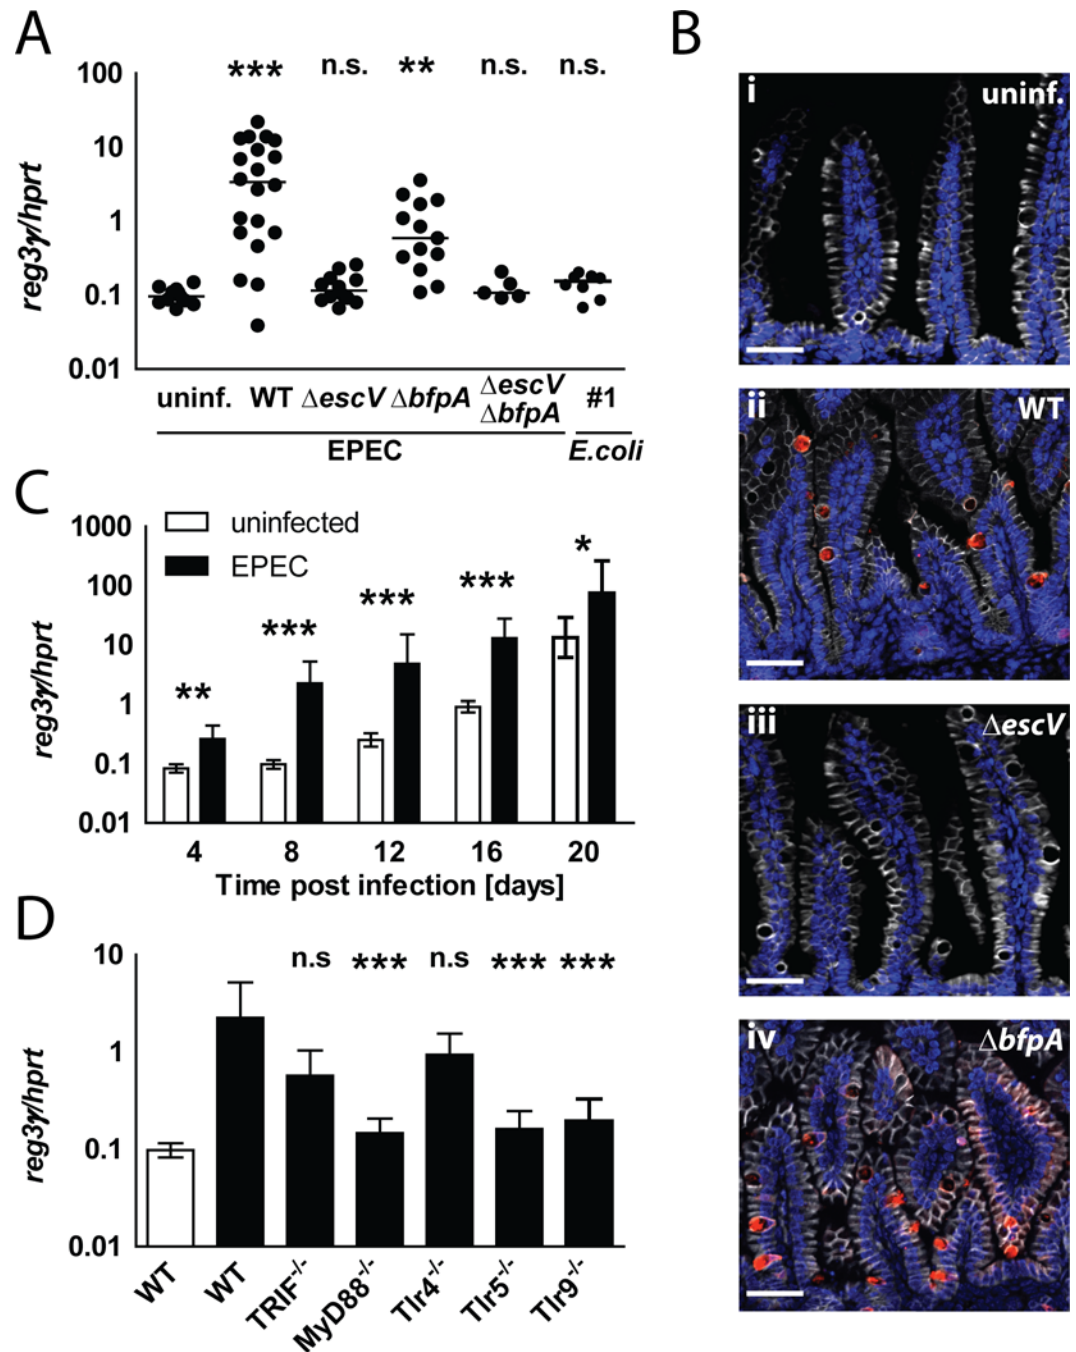 A
*** n.s. ** n.s. n.s.
100
10
1
0.1
0.01
reg3γ/hprt
uninf. WT ΔescV ΔbfpA ΔescV ΔbfpA #1
EPEC E.coli
B
i uninf.
ii WT
iii ΔescV
iv ΔbfpA
C
uninfected
EPEC
1000
100
10
1
0.1
0.01
reg3γ/hprt
** *** *** *** *
4 8 12 16 20
Time post infection [days]
D
n.s *** n.s *** ***
10
1
0.1
0.01
reg3γ/hprt
WT WT TRIF-/- MyD88-/- Tlr4-/- Tlr5-/- Tlr9-/-